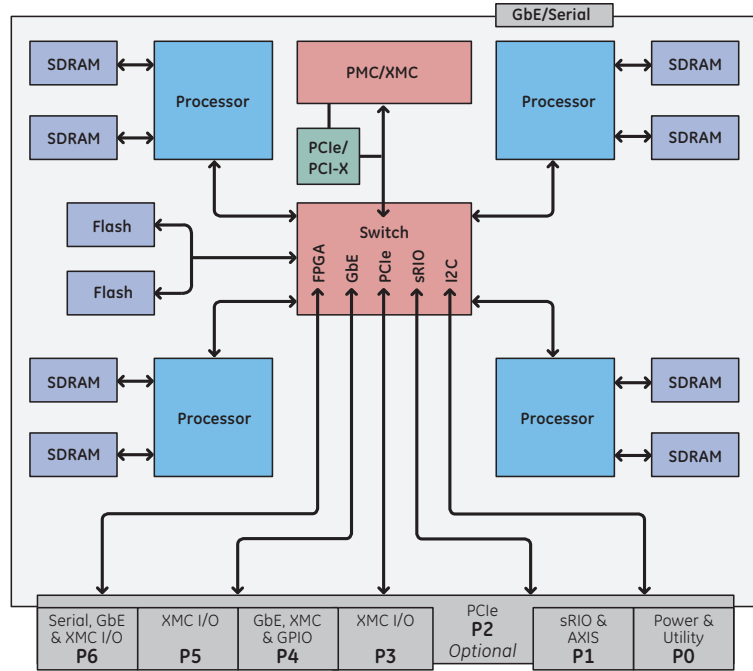 GbE/Serial
SDRAM
SDRAM
Processor
PMC/XMC
PCIe/
PCI-X
Processor
SDRAM
SDRAM
Flash
Flash
Switch
FPGA
GbE
PCIe
sRIO
I2C
SDRAM
SDRAM
Processor
Processor
SDRAM
SDRAM
Serial, GbE
& XMC I/O
P6
XMC I/O
P5
GbE, XMC
& GPIO
P4
XMC I/O
P3
PCIe
P2
Optional
sRIO &
AXIS
P1
Power &
Utility
P0